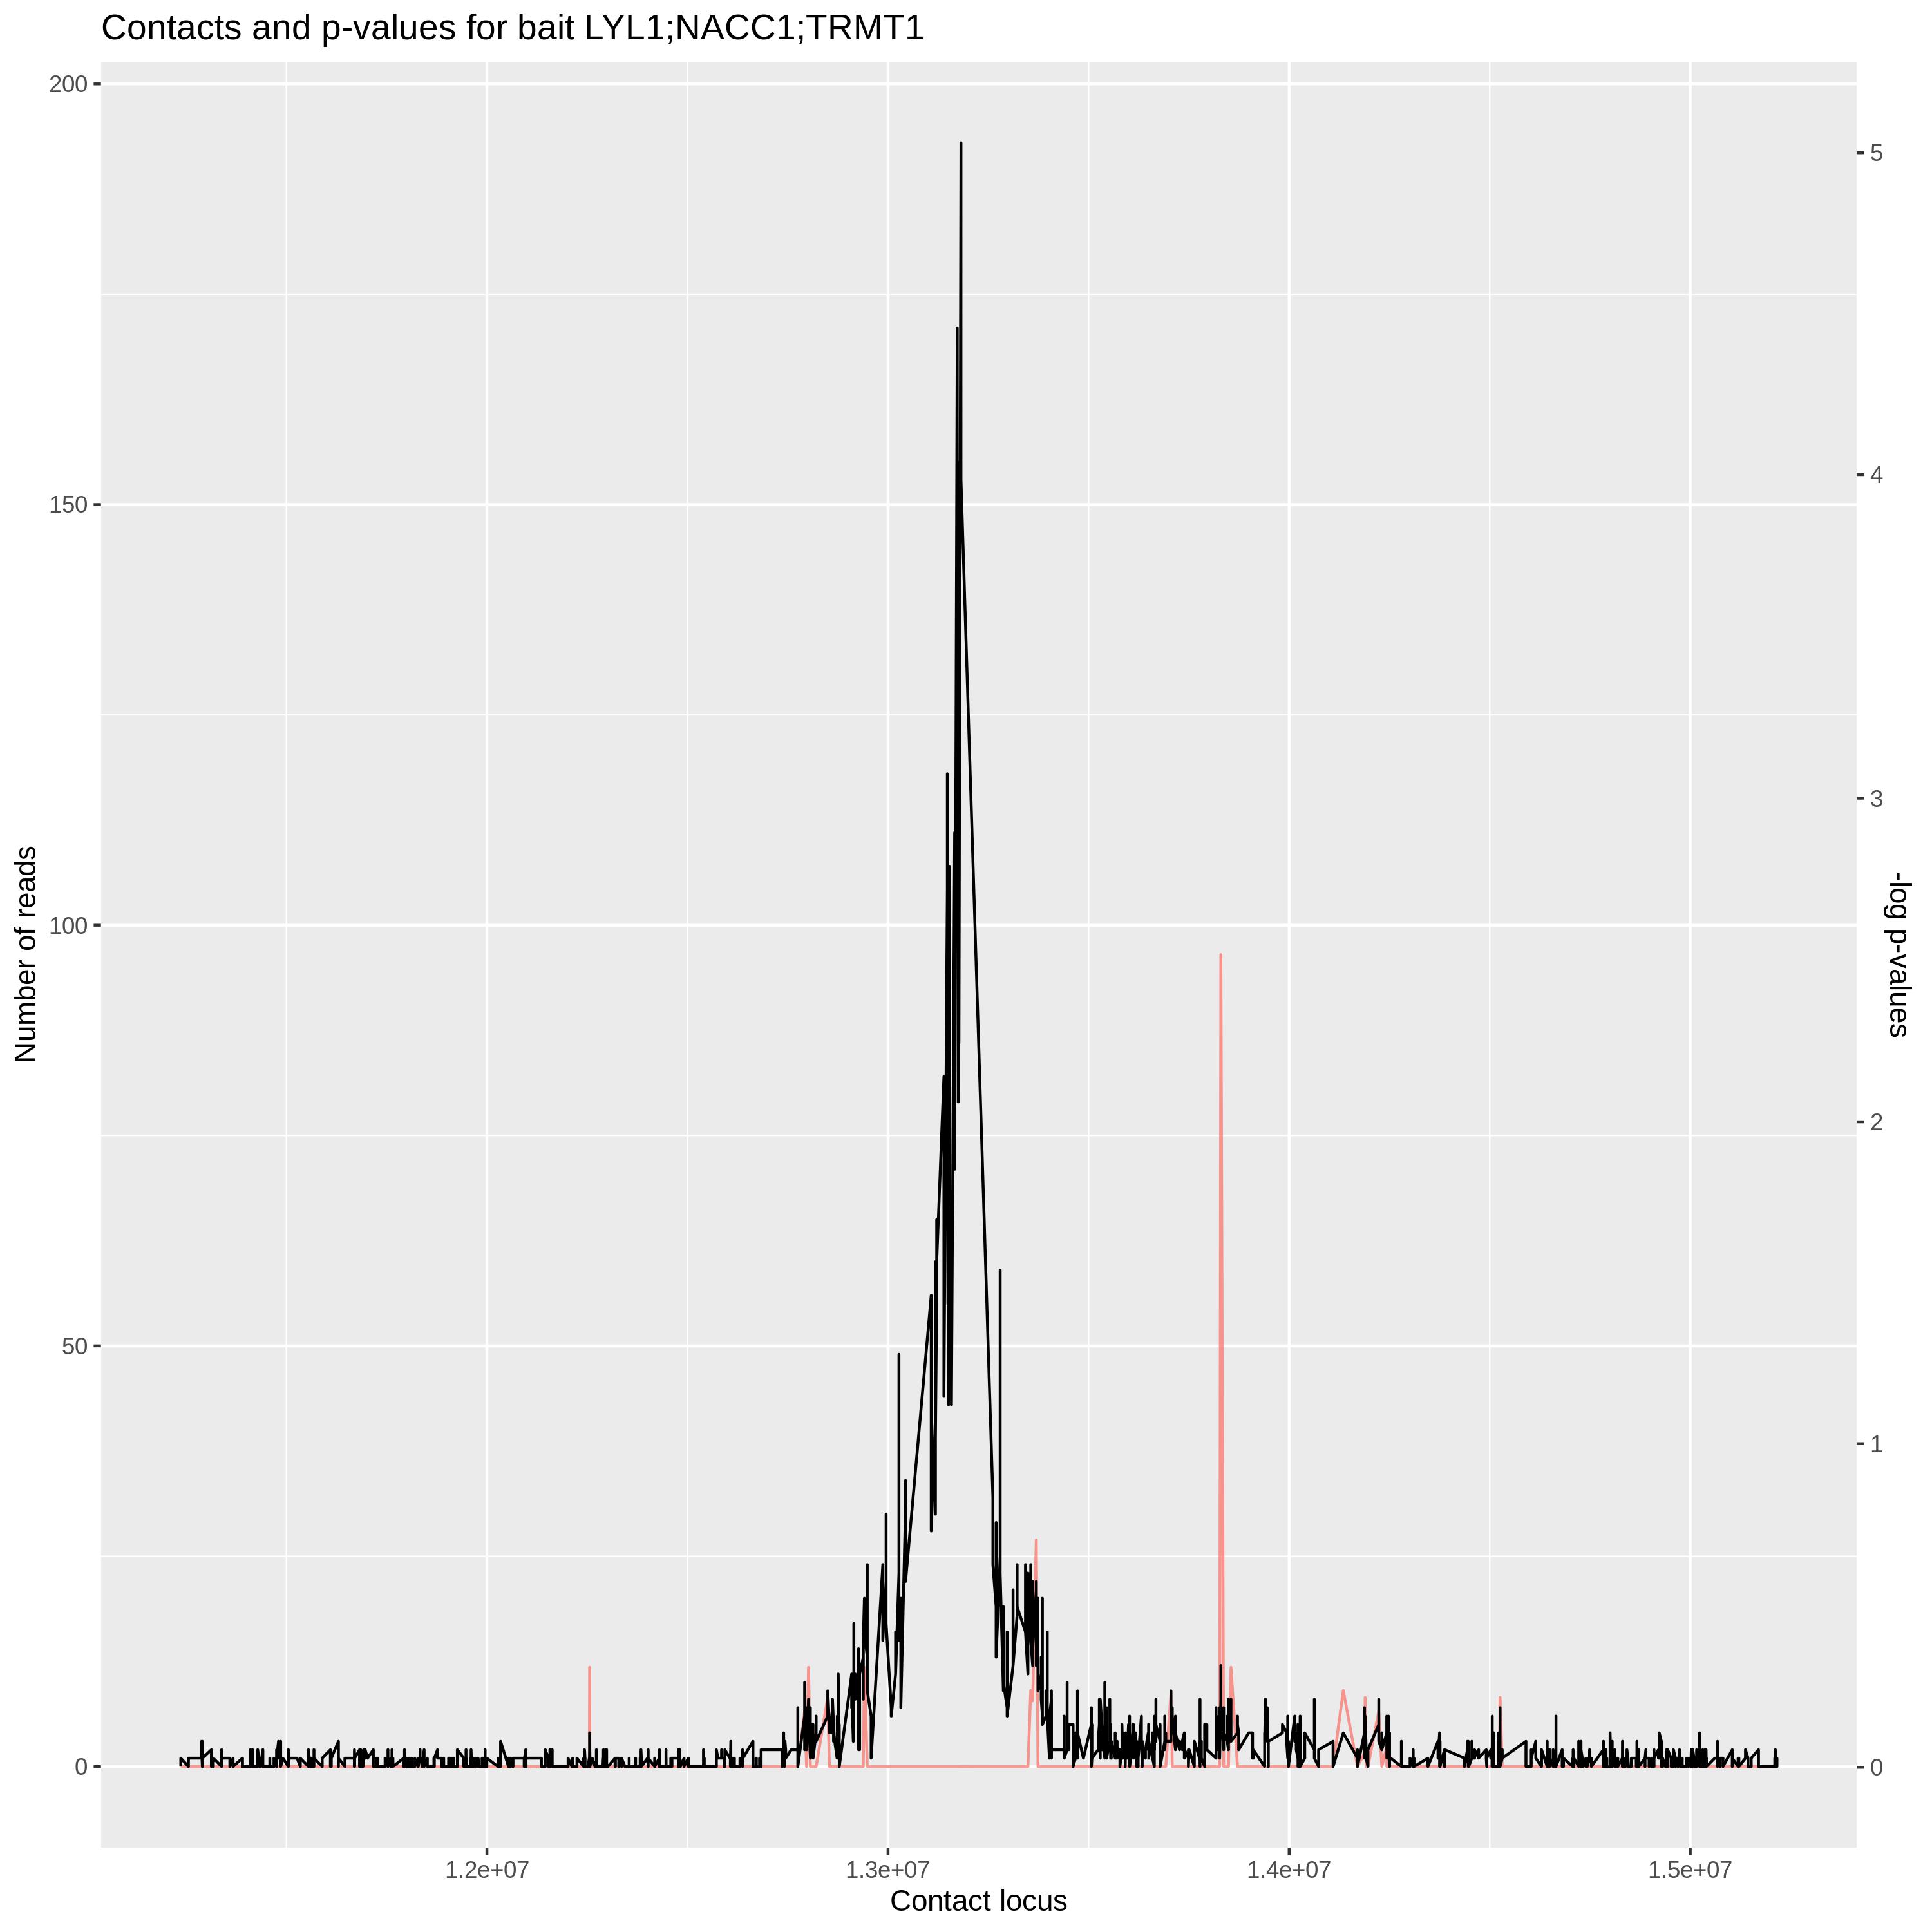 Contacts and p-values for bait LYL1;NACC1;TRMT1
200
150
100
50
0
Number of reads
5
4
3
2
1
0
-log p-values
1.2e+07
1.3e+07
1.4e+07
1.5e+07
Contact locus